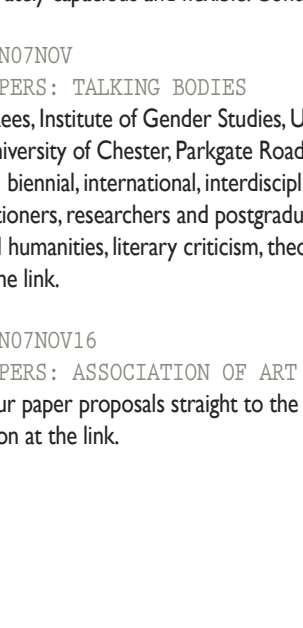 N07NOV
PERS: TALKING BODIES
ees, Institute of Gender Studies, U
iversity of Chester, Parkgate Road
biennial, international, interdiscipl
tioners, researchers and postgradu
l humanities, literary criticism, theo
he link.
N07NOV16
PERS: ASSOCIATION OF ART
ur paper proposals straight to the
on at the link.